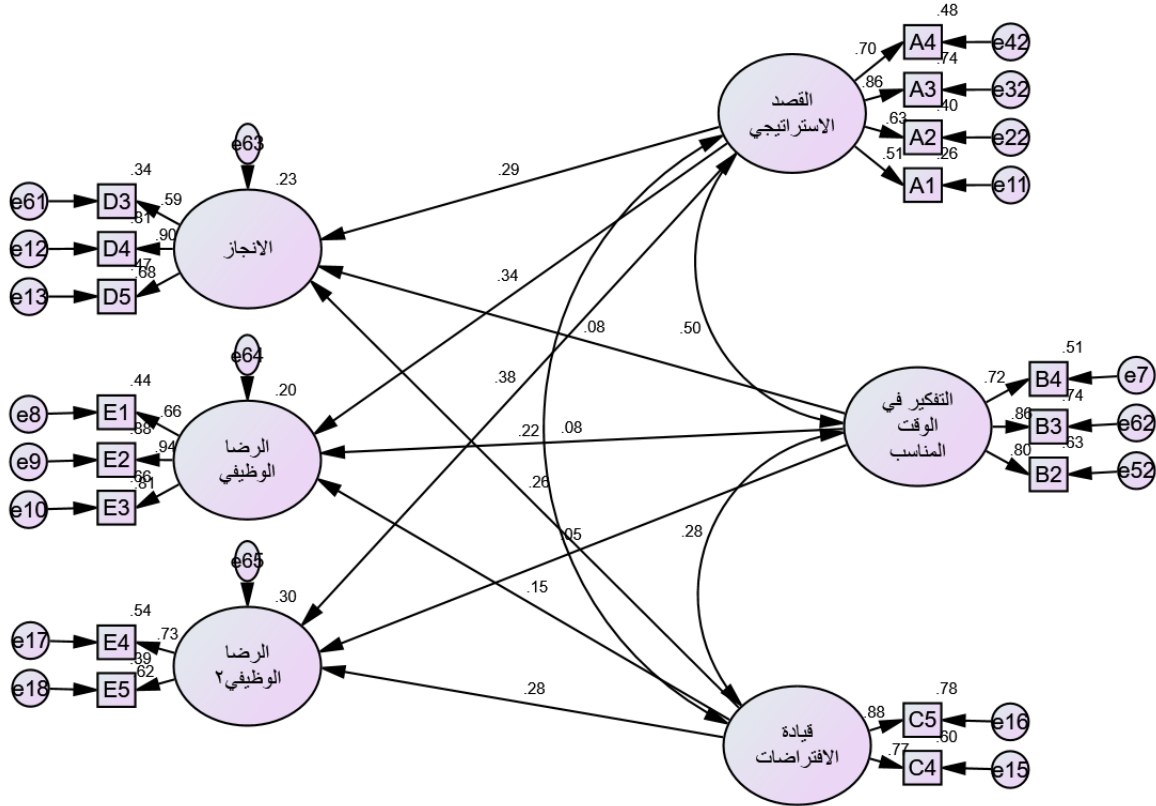 .48
.70
A4
e42
.74
.86
A3
e32
.40
.63
A2
e22
.26
.51
A1
e11
القصد
الاستراتيجي
e63
.23
.34
e61
D3
.59
.81
e12
D4
.90
.47
e13
D5
.68
الانجاز
.29
.34
.08
.50
.38
.22
.08
.26
.05
.28
.15
.28
e64
.20
.44
e8
E1
.66
.88
e9
E2
.94
.66
e10
E3
.81
الرضا
الوظيفي
التفكير في
الوقت
المناسب
.51
.72
B4
e7
.74
.86
B3
e62
.63
.80
B2
e52
e65
.30
.54
e17
E4
.73
.39
e18
E5
.62
الرضا
الوظيفي٢
قيادة
الافتراضات
.78
.88
C5
e16
.60
.77
C4
e15